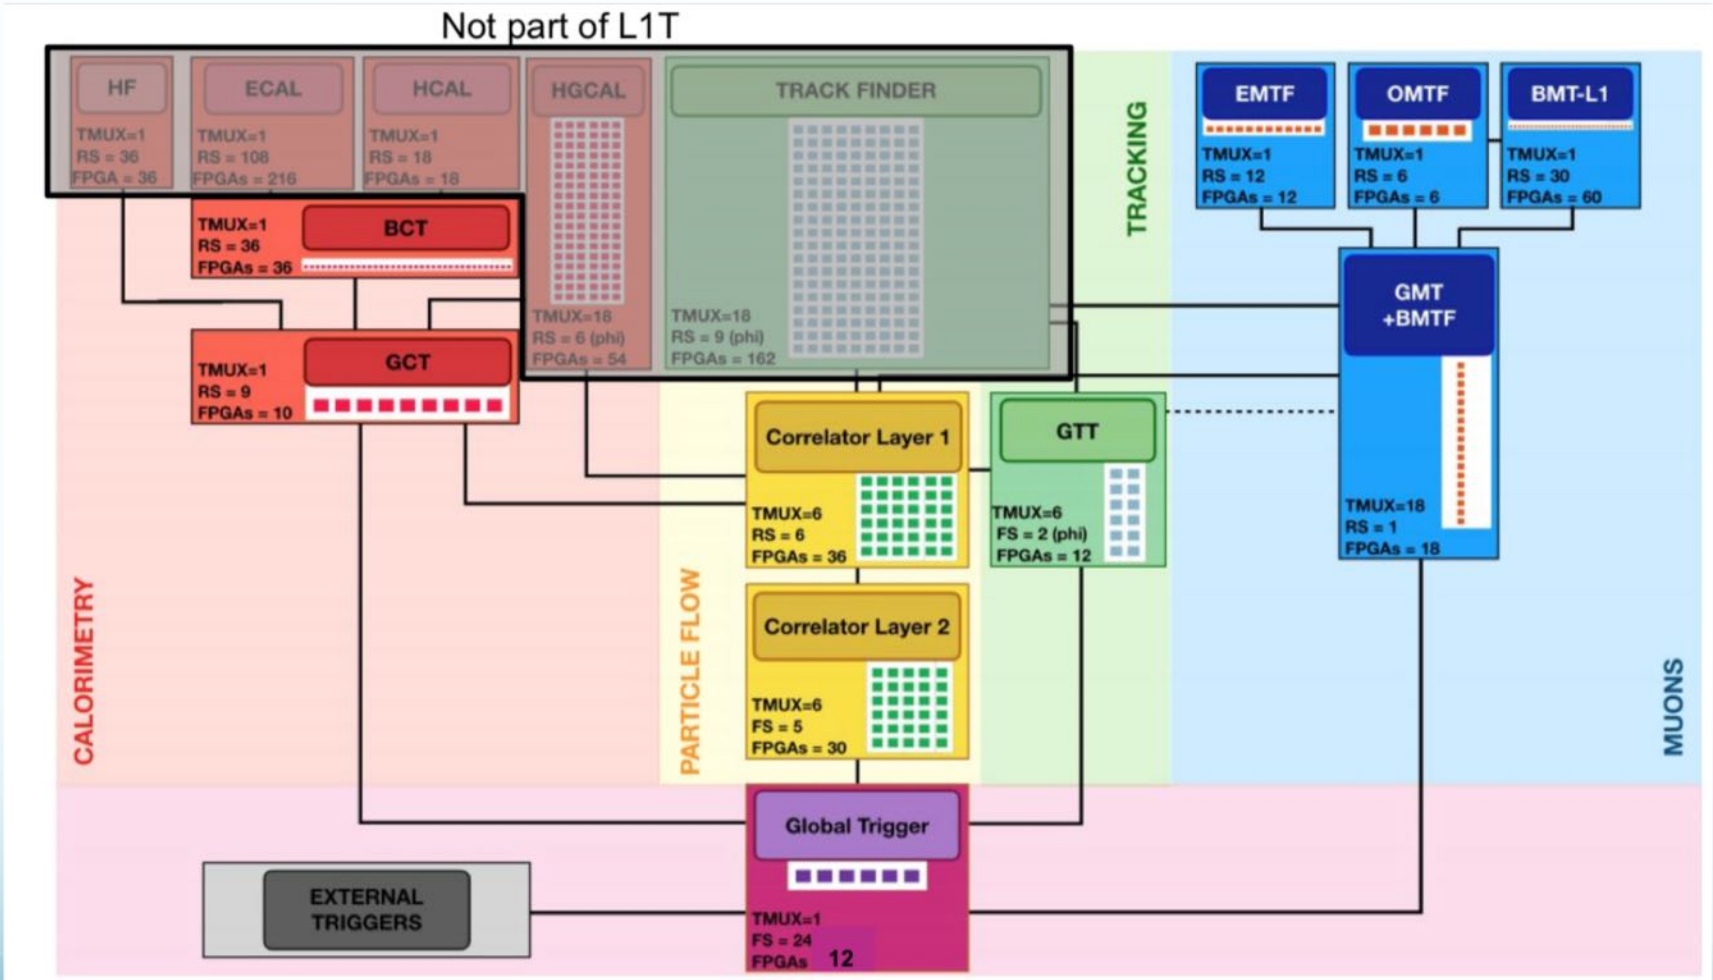 Not part of L1T
HF
TMUX=1
RS = 36
FPGA = 36
ECAL
TMUX=1
RS = 108
FPGAs = 216
HCAL
TMUX=1
RS = 18
FPGAs = 18
HGCAL
TMUX=18
RS = 6 (phi)
FPGAs = 54
TRACK FINDER
TMUX=18
RS = 9 (phi)
FPGAs = 162
TRACKING
EMTF
TMUX=1
RS = 12
FPGAs = 12
OMTF
TMUX=1
RS = 6
FPGAs = 6
BMT-L1
TMUX=1
RS = 30
FPGAs = 60
BCT
TMUX=1
RS = 36
FPGAs = 36
GCT
TMUX=1
RS = 9
FPGAs = 10
GMT
+BMTF
TMUX=18
RS = 1
FPGAs = 18
Correlator Layer 1
TMUX=6
RS = 6
FPGAs = 36
GTT
TMUX=6
FS = 2 (phi)
FPGAs = 12
CALORIMETRY
PARTICLE FLOW
Correlator Layer 2
TMUX=6
FS = 5
FPGAs = 30
MUONS
Global Trigger
TMUX=1
FS = 24
FPGAs 12
EXTERNAL
TRIGGERS